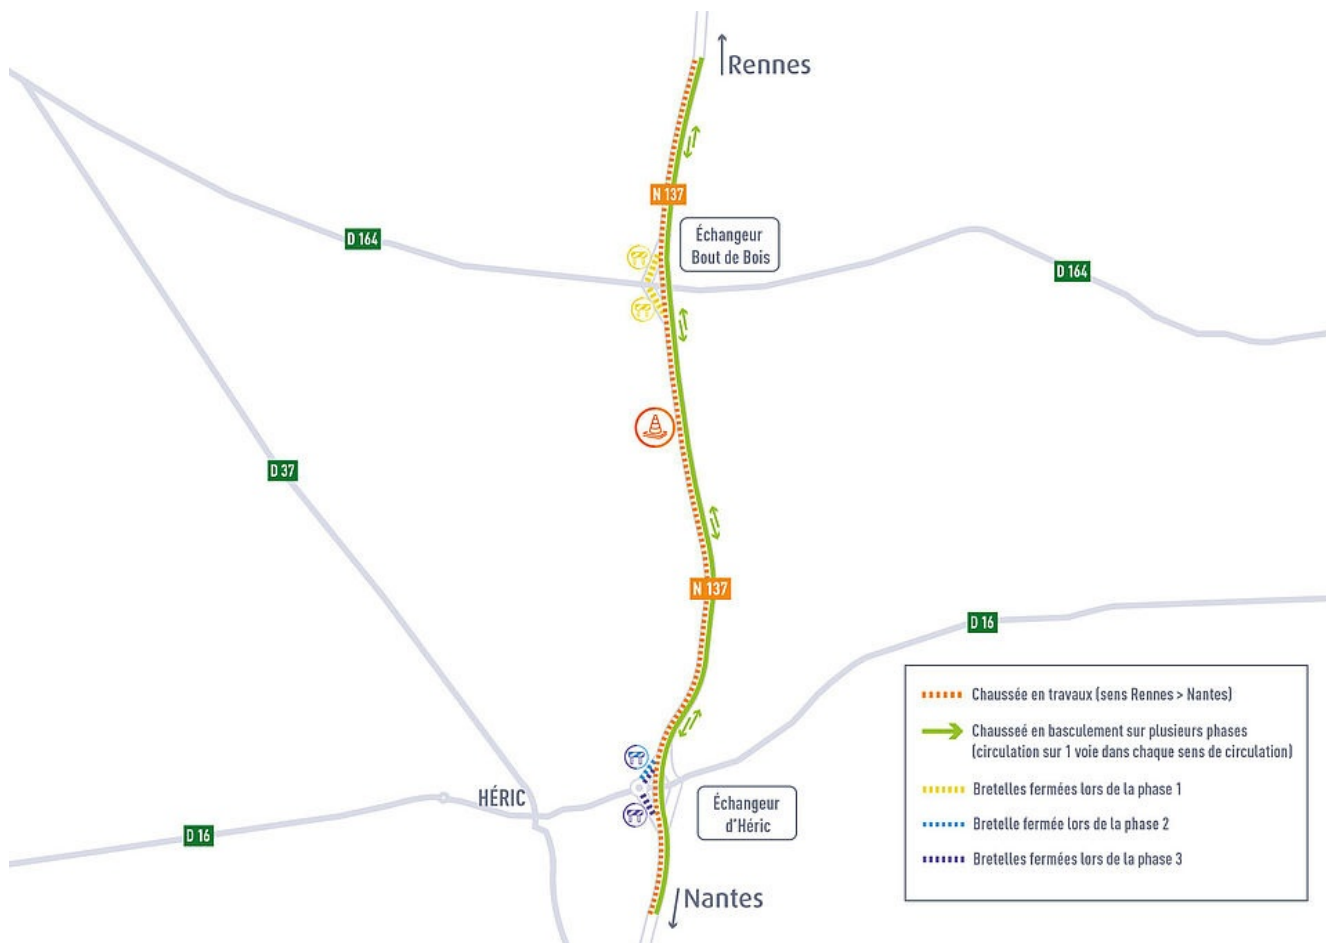 Rennes
N 137
Échangeur
Bout de Bois
D 164
D 164
D 37
N 137
D 16
HÉRIC
Échangeur
d'Héric
D 16
Nantes
Chaussée en travaux (sens Rennes > Nantes)
Chausseé en basculement sur plusieurs phases
(circulation sur 1 voie dans chaque sens de circulation)
Bretelles fermées lors de la phase 1
Bretelle fermée lors de la phase 2
Bretelles fermées lors de la phase 3